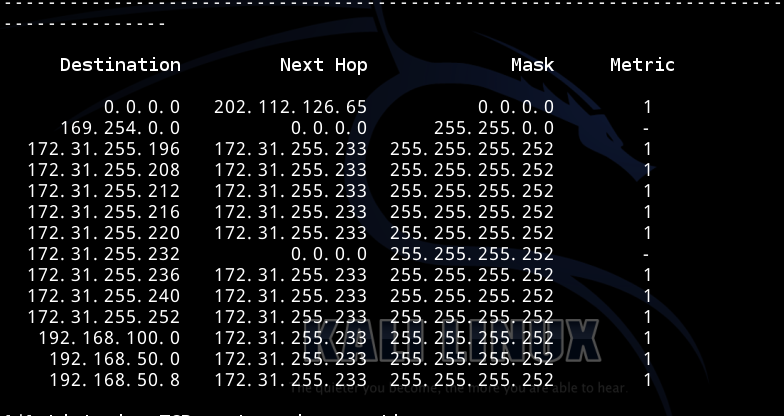 --------------------------------------------------------------------------------
---------------
Destination Next Hop Mask Metric
0.0.0.0 202.112.126.65 0.0.0.0 1
169.254.0.0 0.0.0.0 255.255.0.0 -
172.31.255.196 172.31.255.233 255.255.255.252 1
172.31.255.208 172.31.255.233 255.255.255.252 1
172.31.255.212 172.31.255.233 255.255.255.252 1
172.31.255.216 172.31.255.233 255.255.255.252 1
172.31.255.220 172.31.255.233 255.255.255.252 1
172.31.255.232 0.0.0.0 255.255.255.252 -
172.31.255.236 172.31.255.233 255.255.255.252 1
172.31.255.240 172.31.255.233 255.255.255.252 1
172.31.255.252 172.31.255.233 255.255.255.252 1
192.168.100.0 172.31.255.233 255.255.255.252 1
192.168.50.0 172.31.255.233 255.255.255.252 1
192.168.50.8 172.31.255.233 255.255.255.252 1
KALI LINUX
The quieter you become, the more you are able to hear.